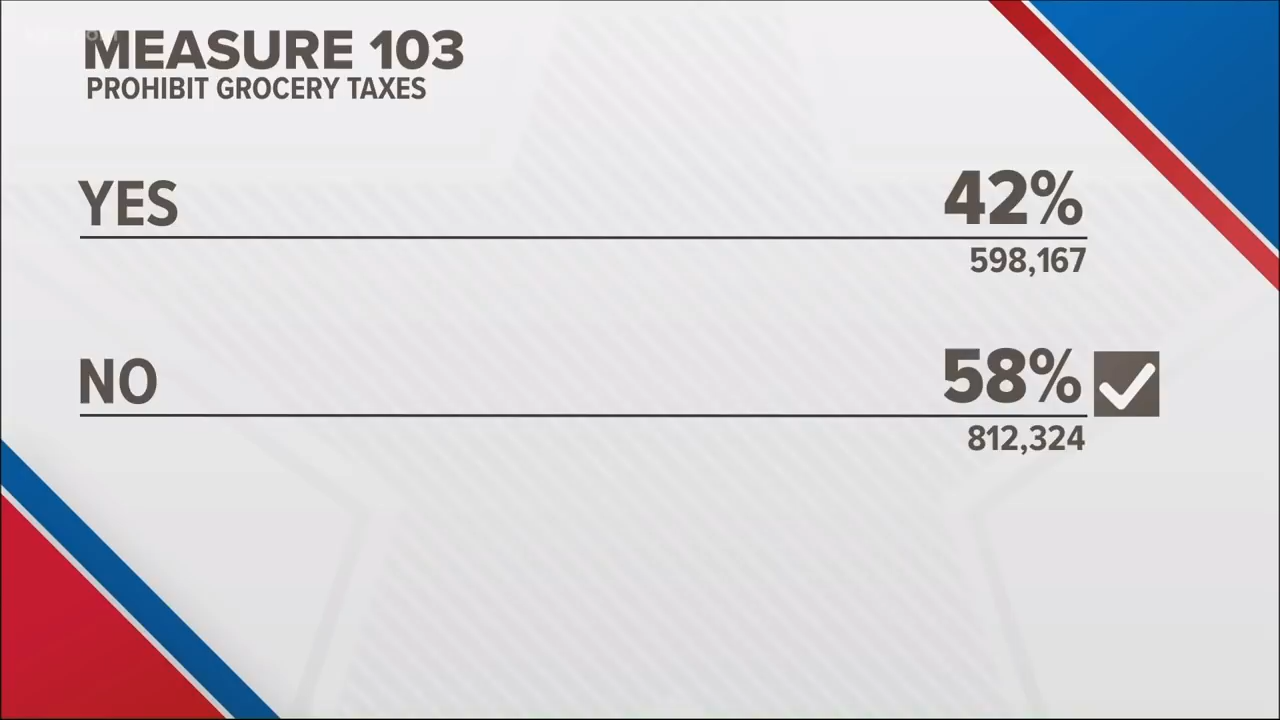 MEASURE 103
PROHIBIT GROCERY TAXES
YES 42%
598,167
NO 58%
812,324